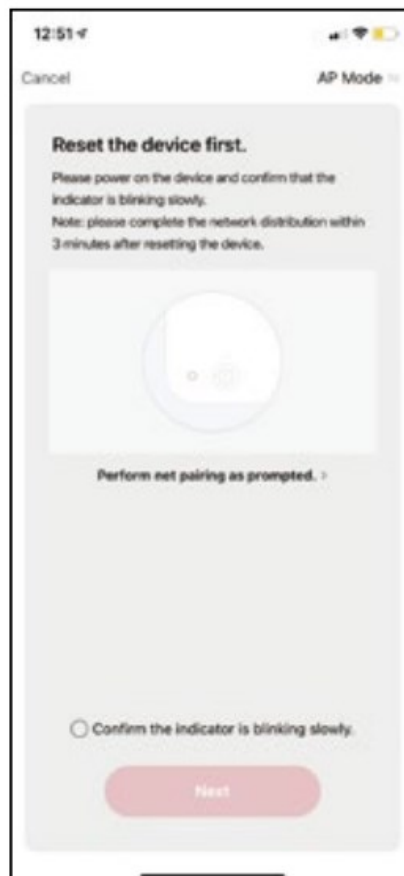 12:51
Cancel
AP Mode
Reset the device first.
Please power on the device and confirm that the
indicator is blinking slowly.
Note: please complete the network distribution within
3 minutes after resetting the device.
Perform net pairing as prompted. >
Confirm the indicator is blinking slowly.
Next